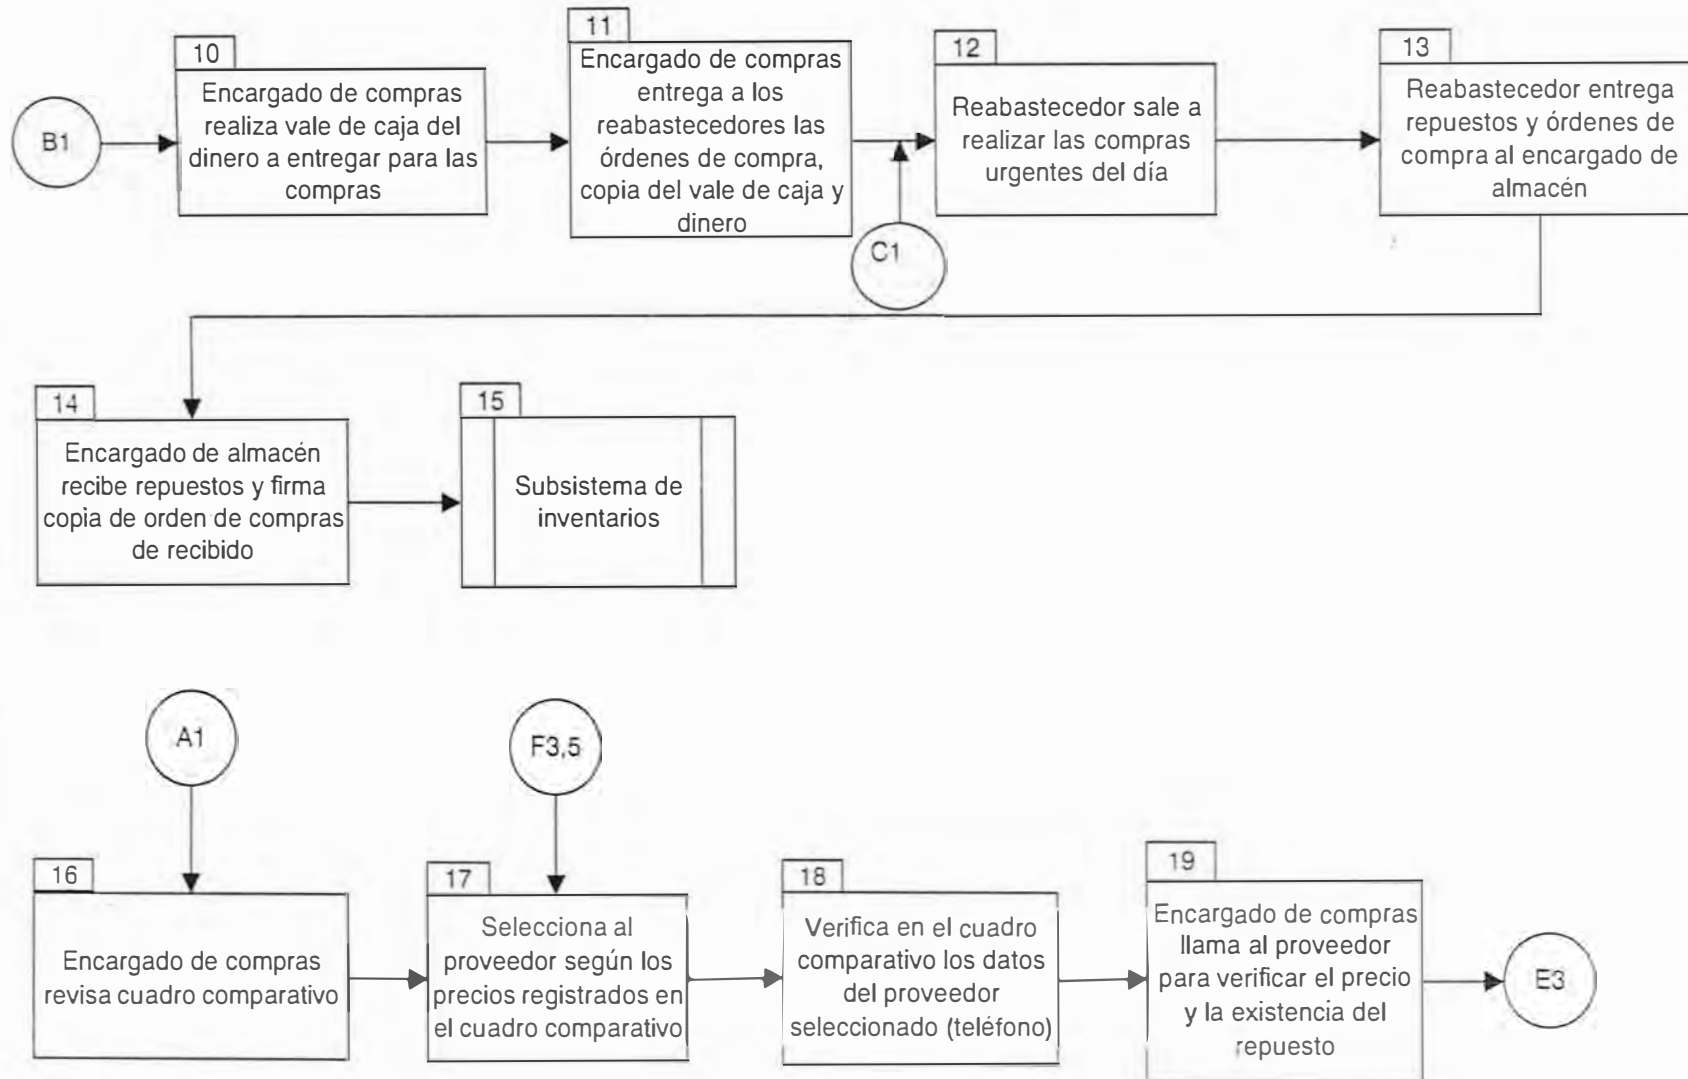 B1
10
Encargado de compras
realiza vale de caja del
dinero a entregar para las
compras
11
Encargado de compras
entrega a los
reabastecedores las
órdenes de compra,
copia del vale de caja y
dinero
C1
12
Reabastecedor sale a
realizar las compras
urgentes del día
13
Reabastecedor entrega
repuestos y órdenes de
compra al encargado de
almacén
14
Encargado de almacén
recibe repuestos y firma
copia de orden de compras
de recibido
15
Subsistema de
inventarios
A1
16
Encargado de compras
revisa cuadro comparativo
F3,5
17
Selecciona al
proveedor según los
precios registrados en
el cuadro comparativo
18
Verifica en el cuadro
comparativo los datos
del proveedor
seleccionado (teléfono)
19
Encargado de compras
llama al proveedor
para verificar el precio
y la existencia del
repuesto
E3